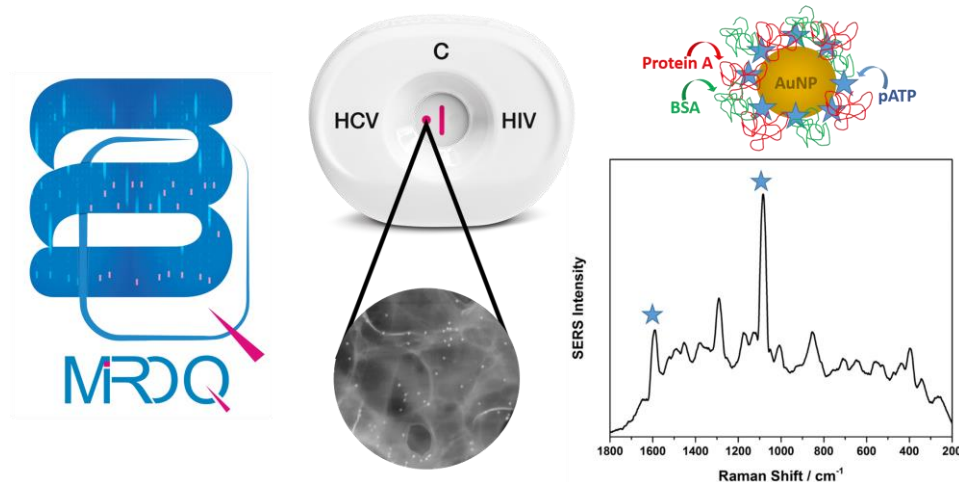 MiRDQ
C
HCV
HIV
Protein A
AuNP
BSA
pATP
SERS Intensity
1800 1600 1400 1200 1000 800 600 400 200
Raman Shift / cm⁻¹